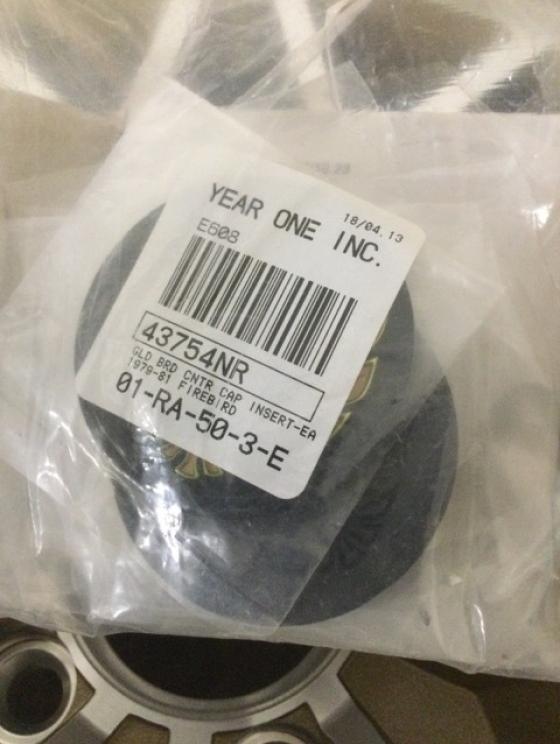 YEAR ONE INC.
18/04.13
E608
43754NR
GLD BRD CNTR CAP INSERT-EA
1979-81 FIREBIRD
01-RA-50-3-E